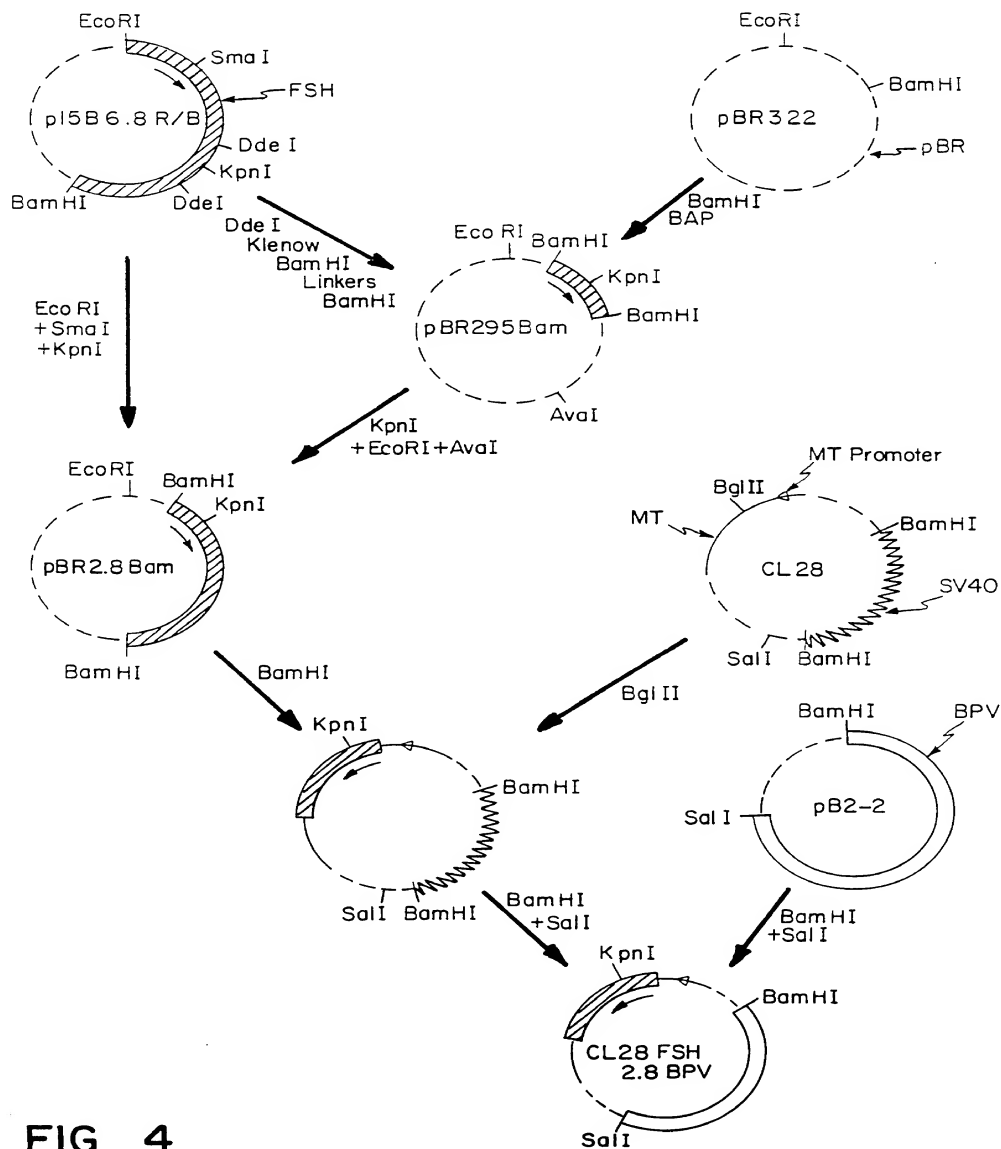 EcoRI
SmaI
FSH
p15B6.8 R/B
DdeI
KpnI
DdeI
BamHI
EcoRI
BamHI
pBR322
pBR
BamHI
BAP
DdeI
Klenow
BamHI
Linkers
BamHI
EcoRI
BamHI
KpnI
BamHI
pBR295Bam
AvaI
EcoRI
+SmaI
+KpnI
KpnI
+EcoRI+AvaI
EcoRI
BamHI
KpnI
pBR2.8Bam
BamHI
MT Promoter
BglII
MT
BamHI
CL28
SV40
SalI
BamHI
BamHI
BglII
KpnI
BamHI
SalI
BamHI
BamHI
BPV
SalI
pB2-2
BamHI
+SalI
BamHI
+SalI
KpnI
BamHI
CL28 FSH
2.8 BPV
SalI
FIG 4